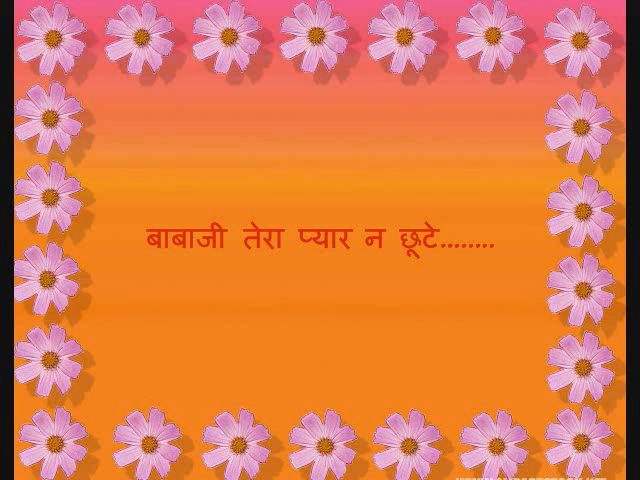 बाबाजी तेरा प्यार न छूटे........